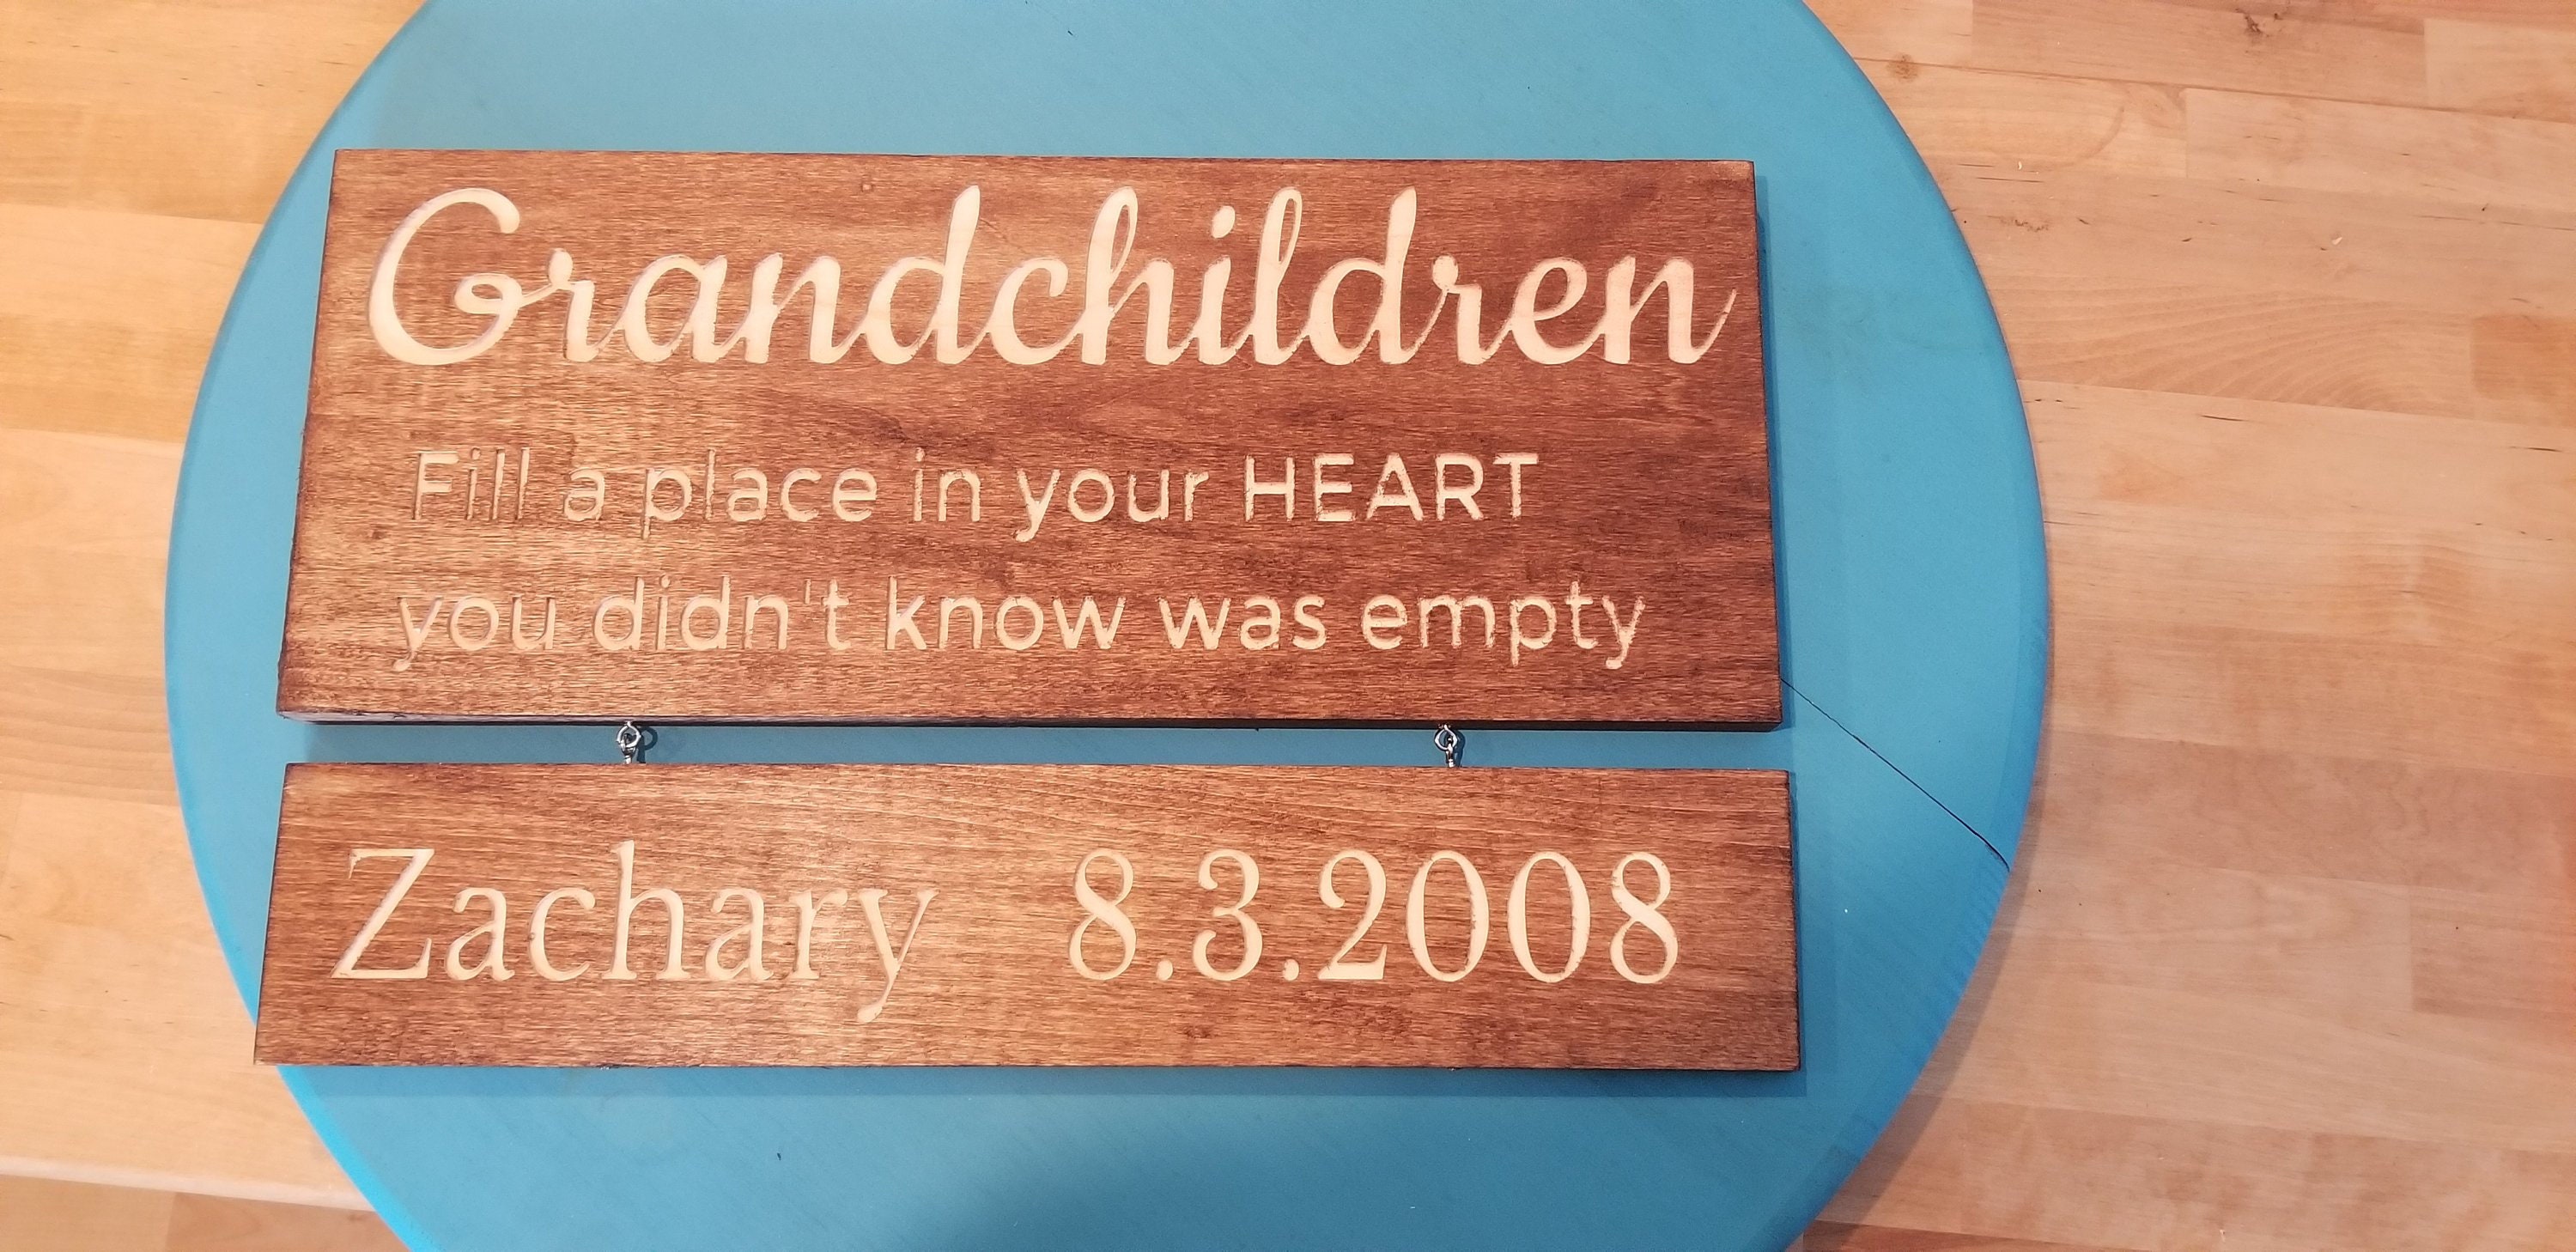 Grandchildren
Fill a place in your HEART
you didn't know was empty
Zachary 8.3.2008